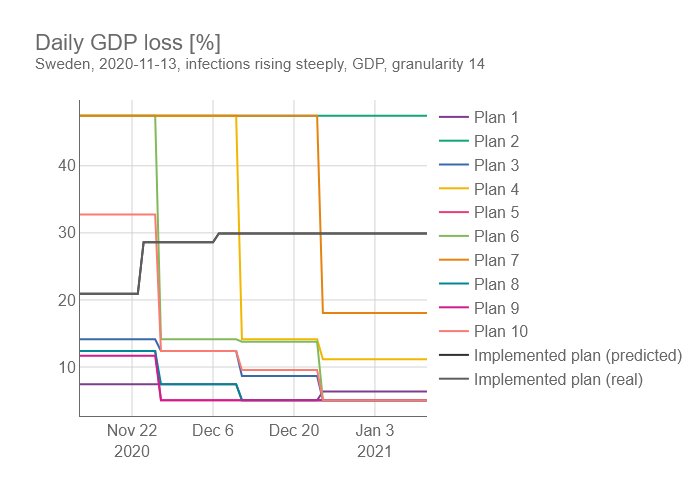 Daily GDP loss [%]
Sweden, 2020-11-13, infections rising steeply, GDP, granularity 14
40
30
20
10
Nov 22
2020
Dec 6
Dec 20
Jan 3
2021
Plan 1
Plan 2
Plan 3
Plan 4
Plan 5
Plan 6
Plan 7
Plan 8
Plan 9
Plan 10
Implemented plan (predicted)
Implemented plan (real)